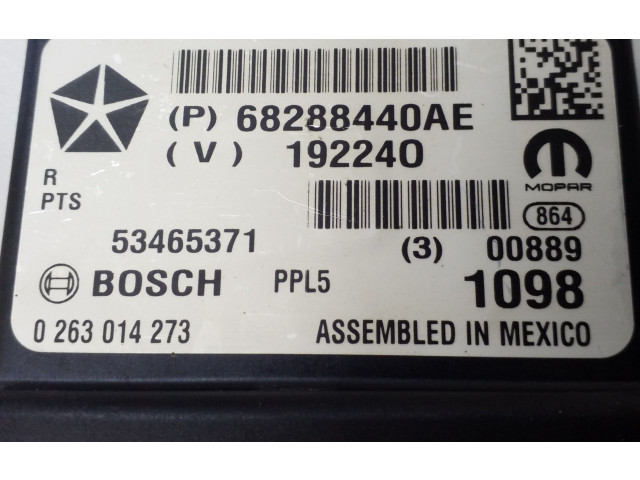 (P) 68288440AE
(V) 192240
MOPAR
R
PTS
864
53465371
(3) 00889
BOSCH PPL5 1098
0 263 014 273 ASSEMBLED IN MEXICO